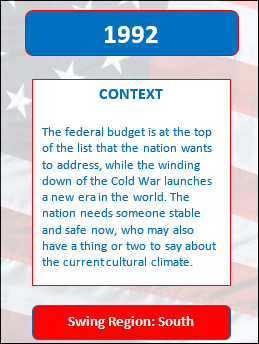 1992
CONTEXT
The federal budget is at the top
of the list that the nation wants
to address, while the winding
down of the Cold War launches
a new era in the world. The
nation needs someone stable
and safe now, who may also
have a thing or two to say about
the current cultural climate.
Swing Region: South